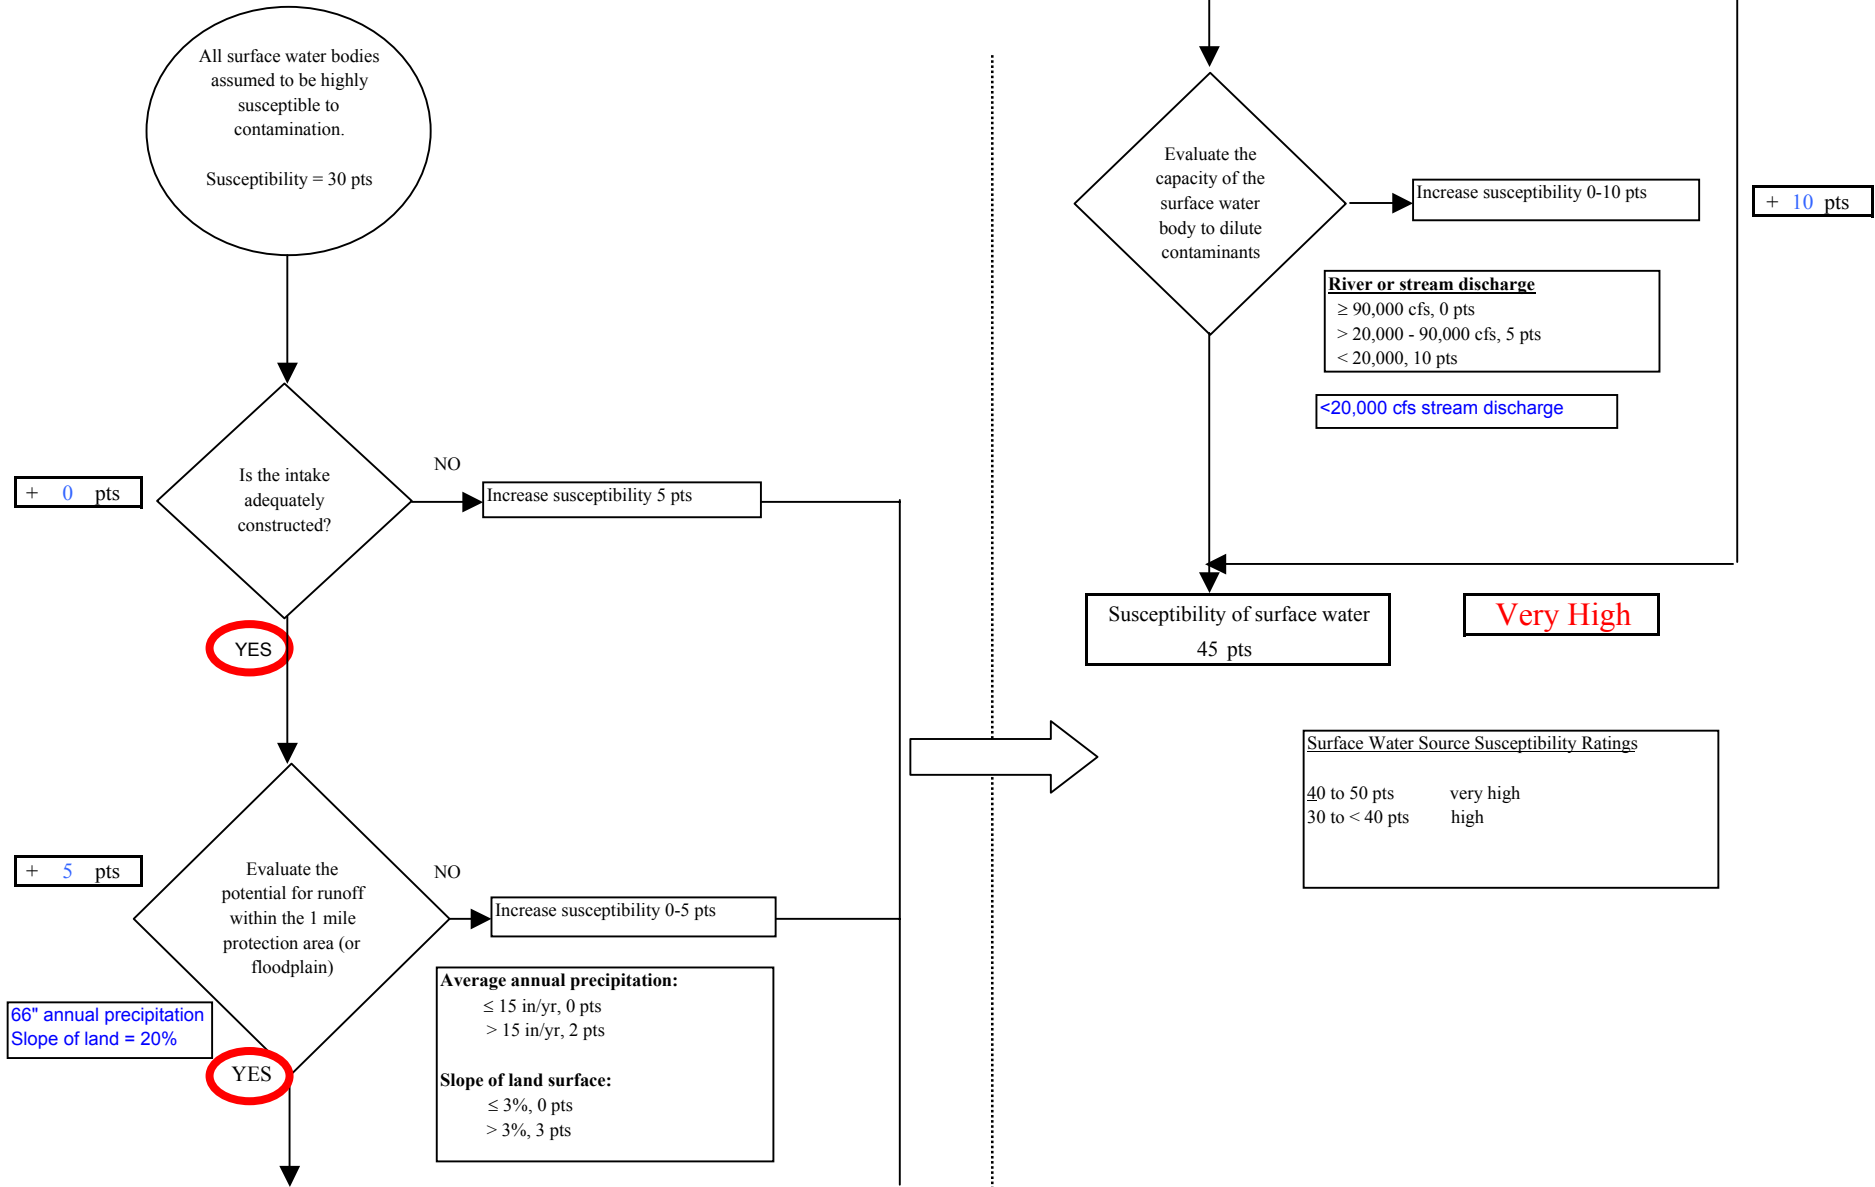 All surface water bodies
assumed to be highly
susceptible to
contamination.
Susceptibility = 30 pts
Is the intake
adequately
constructed?
+ 0 pts
NO
Increase susceptibility 5 pts
YES
Evaluate the
potential for runoff
within the 1 mile
protection area (or
floodplain)
+ 5 pts
NO
Increase susceptibility 0-5 pts
66" annual precipitation
Slope of land = 20%
YES
Average annual precipitation:
≤ 15 in/yr, 0 pts
> 15 in/yr, 2 pts
Slope of land surface:
≤ 3%, 0 pts
> 3%, 3 pts
Evaluate the
capacity of the
surface water
body to dilute
contaminants
Increase susceptibility 0-10 pts
+ 10 pts
River or stream discharge
≥ 90,000 cfs, 0 pts
> 20,000 - 90,000 cfs, 5 pts
< 20,000, 10 pts
<20,000 cfs stream discharge
Susceptibility of surface water
45 pts
Very High
Surface Water Source Susceptibility Ratings
40 to 50 pts very high
30 to < 40 pts high